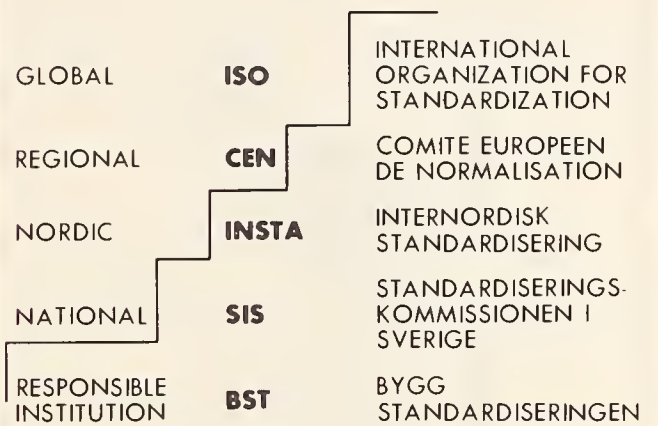 GLOBAL ISO INTERNATIONAL
ORGANIZATION FOR
STANDARDIZATION
REGIONAL CEN COMITE EUROPEEN
DE NORMALISATION
NORDIC INSTA INTERNORDISK
STANDARDISERING
NATIONAL SIS STANDARDISERINGS-
KOMMISSIONEN I
SVERIGE
RESPONSIBLE
INSTITUTION BST BYGG
STANDARDISERINGEN